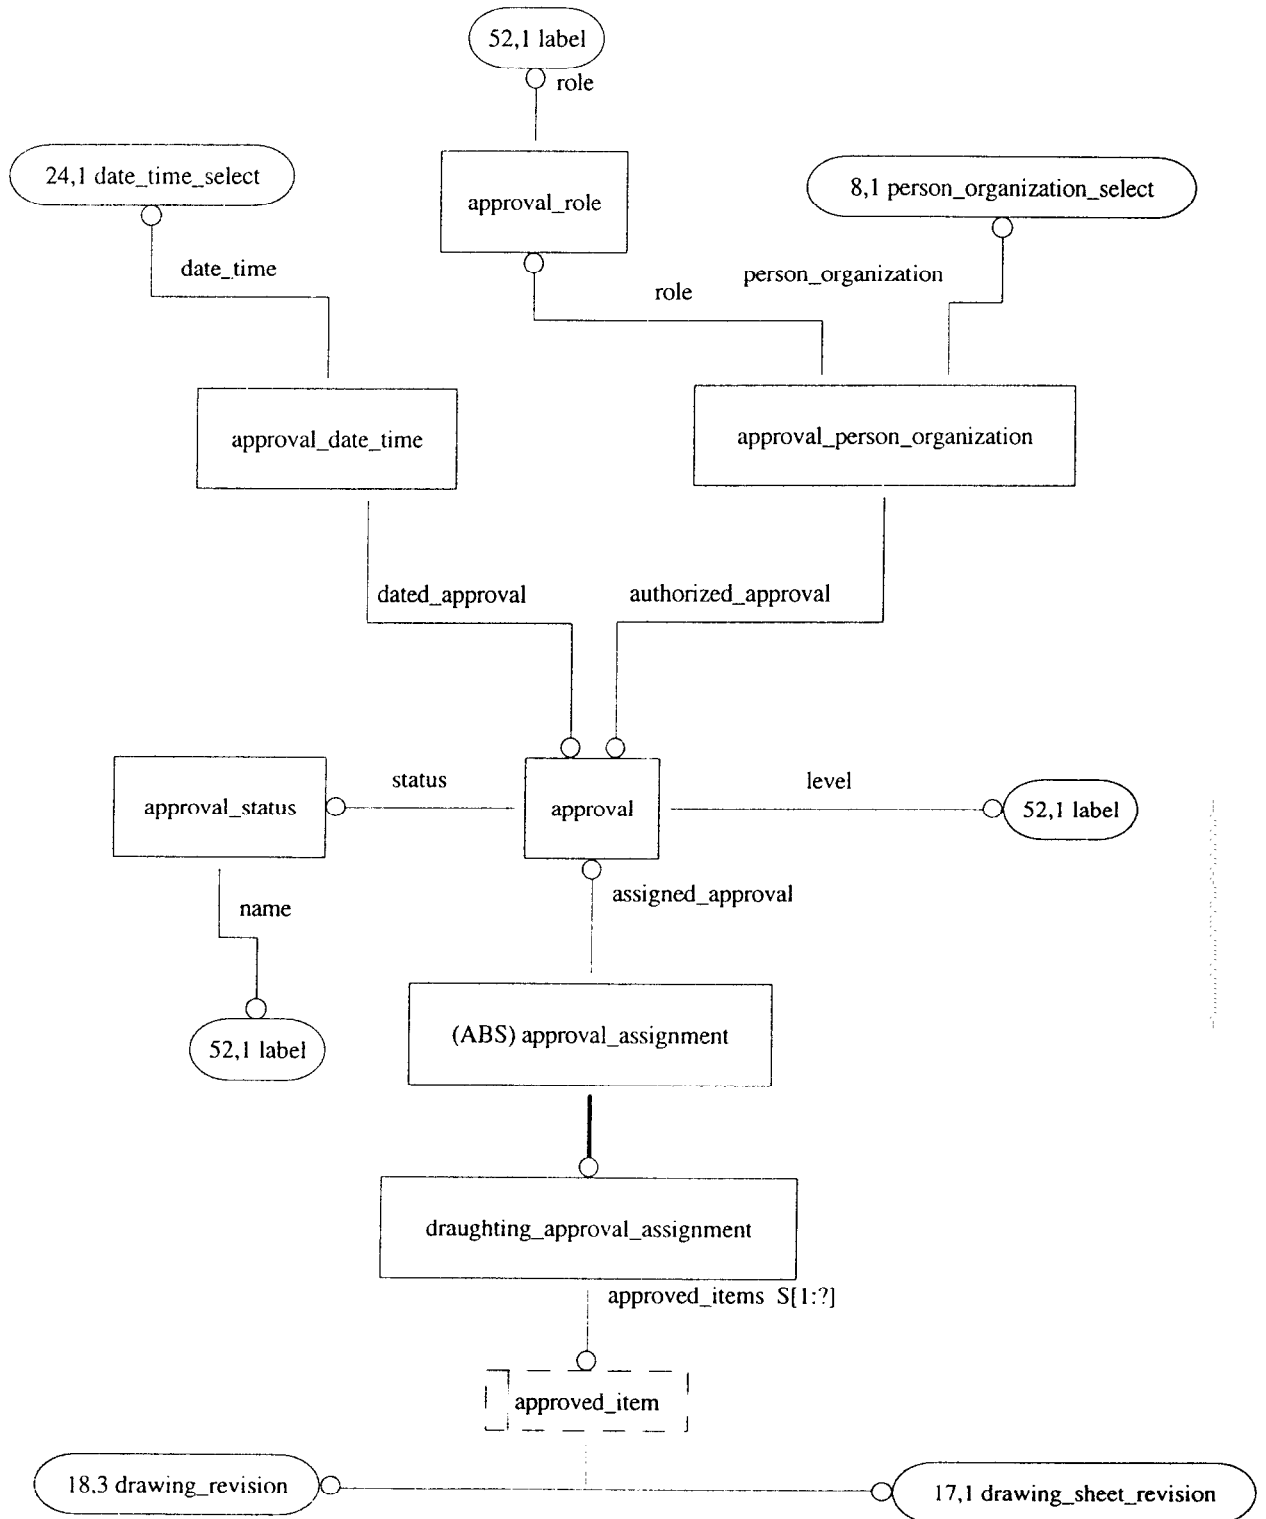 52,1 label
role
24,1 date_time_select
approval_role
8,1 person_organization_select
date_time
role
person_organization
approval_date_time
approval_person_organization
dated_approval
authorized_approval
approval_status
status
approval
level
52,1 label
name
assigned_approval
52,1 label
(ABS) approval_assignment
draughting_approval_assignment
approved_items S[1:?]
approved_item
18.3 drawing_revision
17,1 drawing_sheet_revision